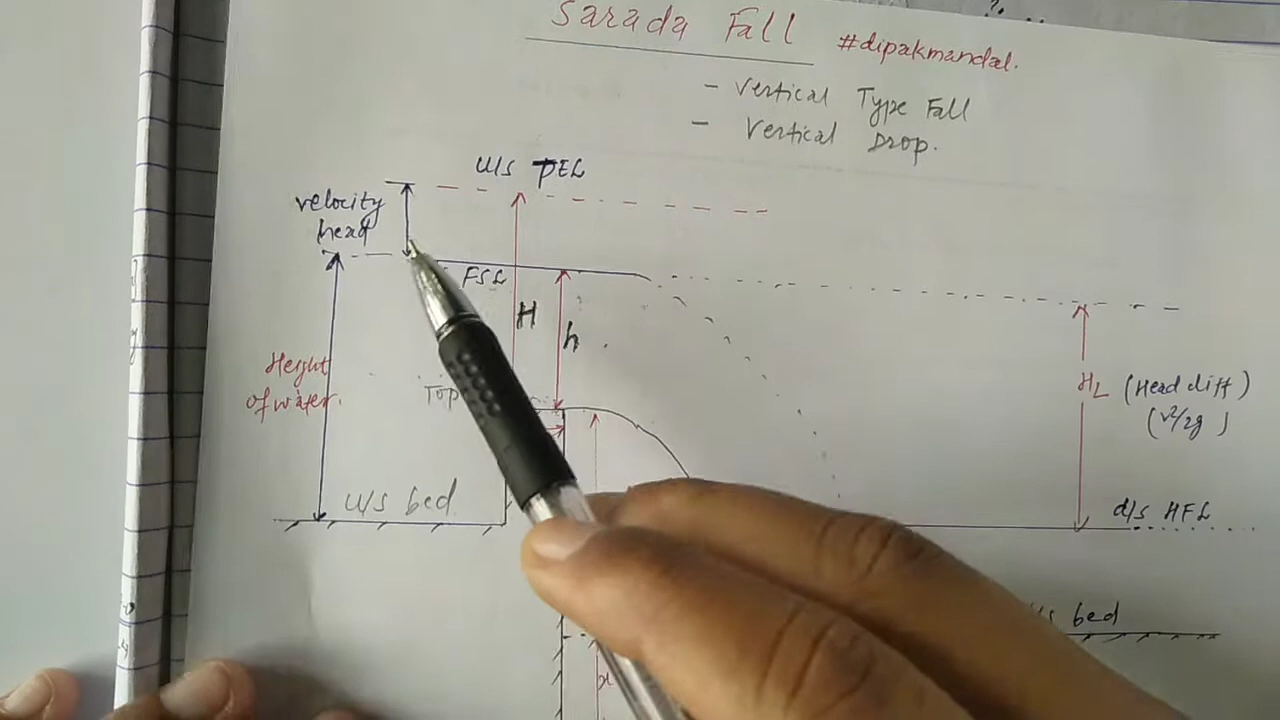 Sarada Fall #dipakmandal.
- Vertical Type Fall
- Vertical Drop.
U/S TEL
velocity
head
FSL
H
h
Height
of water.
Top
HL (Head diff)
(v²/2g)
U/S bed
d/s HFL
bed
x